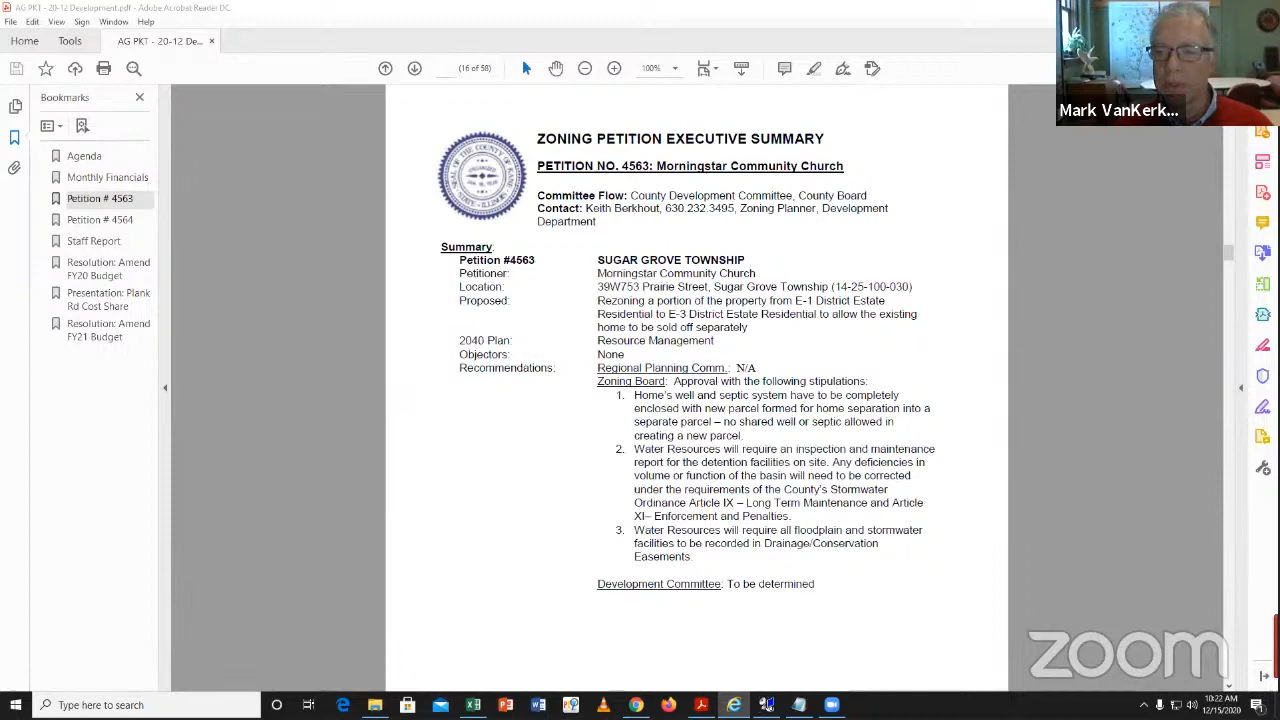 AG PKT - 20-12 Development.pdf - Adobe Acrobat Reader DC
File Edit View Sign Window Help
Home Tools AG PKT - 20-12 De... ×
(16 of 58) 100%
Mark VanKerk...
Bookmarks
Agenda
Monthly Financials
Petition # 4563
Petition # 4564
Staff Report
Resolution: Amend
FY20 Budget
Presentation: Plank
Rd Cost Share
Resolution: Amend
FY21 Budget
ZONING PETITION EXECUTIVE SUMMARY
PETITION NO. 4563: Morningstar Community Church
Committee Flow: County Development Committee, County Board
Contact: Keith Berkhout, 630.232.3495, Zoning Planner, Development
Department
Summary:
Petition #4563 SUGAR GROVE TOWNSHIP
Petitioner: Morningstar Community Church
Location: 39W753 Prairie Street, Sugar Grove Township (14-25-100-030)
Proposed: Rezoning a portion of the property from E-1 District Estate
Residential to E-3 District Estate Residential to allow the existing
home to be sold off separately
2040 Plan: Resource Management
Objectors: None
Recommendations: Regional Planning Comm.: N/A
Zoning Board: Approval with the following stipulations:
1. Home's well and septic system have to be completely
enclosed with new parcel formed for home separation into a
separate parcel – no shared well or septic allowed in
creating a new parcel.
2. Water Resources will require an inspection and maintenance
report for the detention facilities on site. Any deficiencies in
volume or function of the basin will need to be corrected
under the requirements of the County's Stormwater
Ordinance Article IX – Long Term Maintenance and Article
XI– Enforcement and Penalties.
3. Water Resources will require all floodplain and stormwater
facilities to be recorded in Drainage/Conservation
Easements.
Development Committee: To be determined
zoom
Type here to search
10:22 AM
12/15/2020